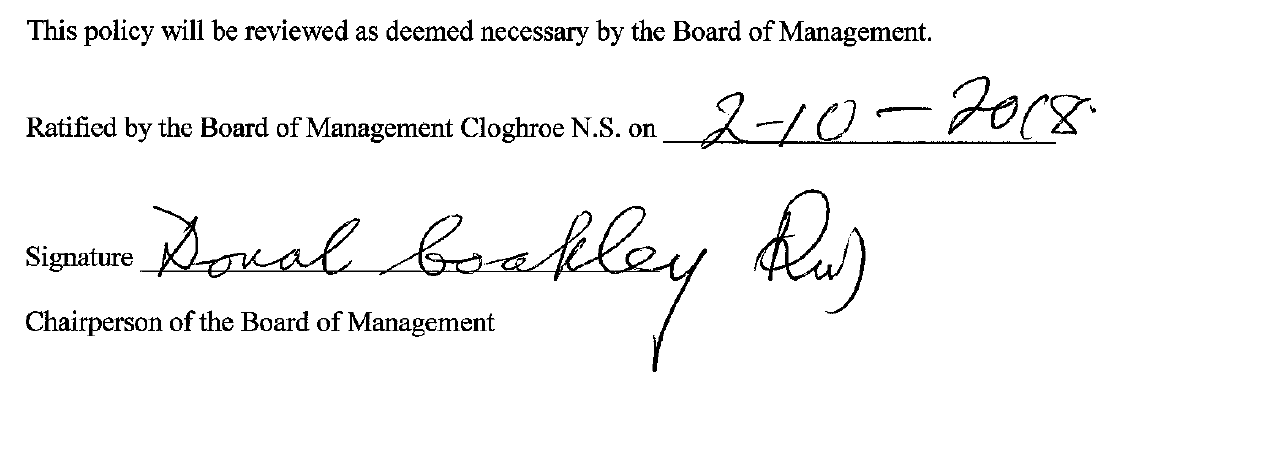 This policy will be reviewed as deemed necessary by the Board of Management.
Ratified by the Board of Management Cloghroe N.S. on 2-10-2018
Signature Donal Coakley
Chairperson of the Board of Management